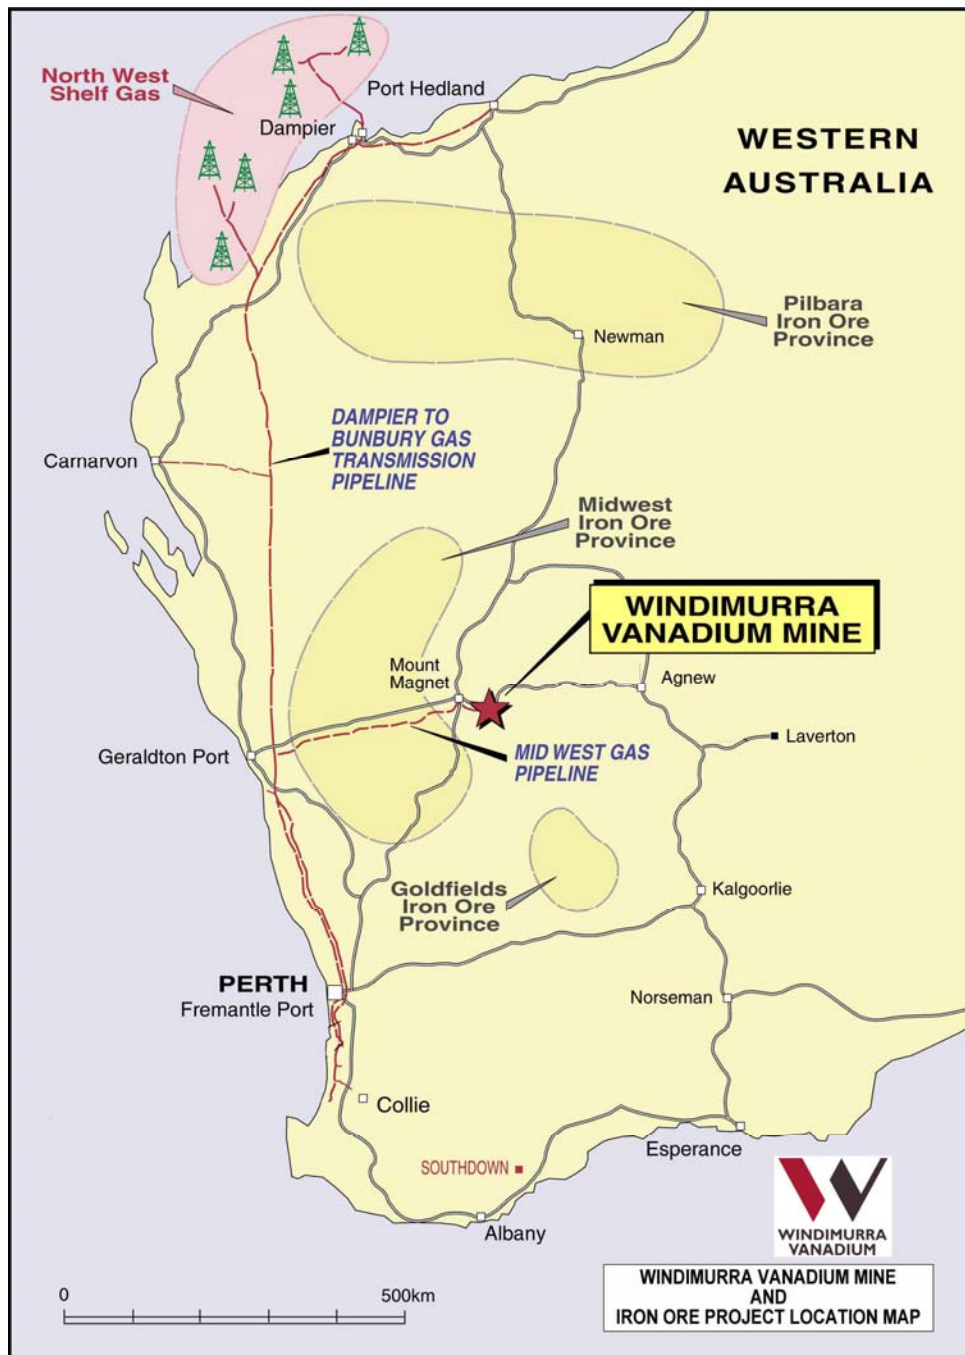 North West
Shelf Gas
Port Hedland
Dampier
WESTERN
AUSTRALIA
Pilbara
Iron Ore
Province
Newman
DAMPIER TO
BUNBURY GAS
TRANSMISSION
PIPELINE
Carnarvon
Midwest
Iron Ore
Province
WINDIMURRA
VANADIUM MINE
Mount
Magnet
Agnew
Laverton
Geraldton Port
MID WEST GAS
PIPELINE
Kalgoorlie
Goldfields
Iron Ore
Province
PERTH
Fremantle Port
Norseman
Collie
Esperance
SOUTHDOWN
Albany
WINDIMURRA
VANADIUM
0 500km
WINDIMURRA VANADIUM MINE
AND
IRON ORE PROJECT LOCATION MAP